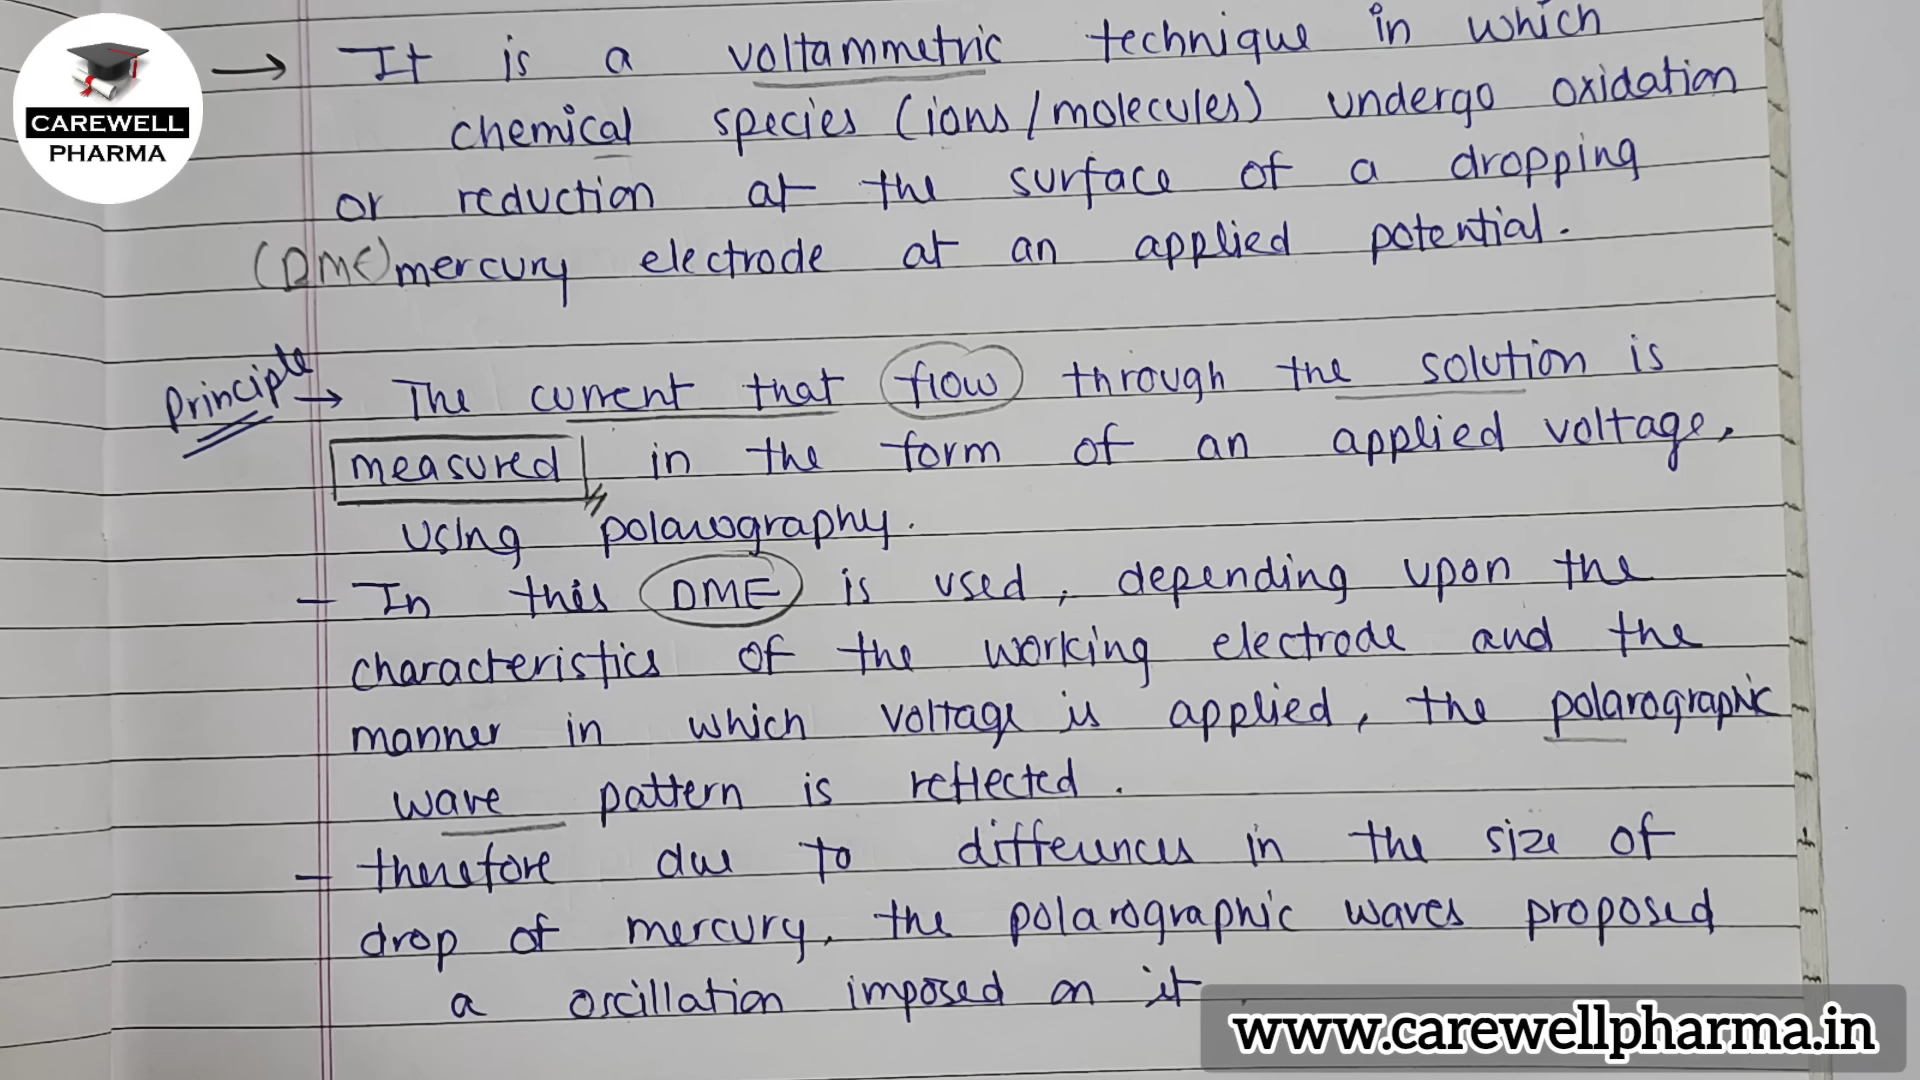 CAREWELL
PHARMA
→ It is a voltammetric technique in which
chemical species (ions/molecules) undergo oxidation
or reduction at the surface of a dropping
(DME) mercury electrode at an applied potential.
Principle → The current that flow through the solution is
measured in the form of an applied voltage,
using polarography.
- In this DME is used, depending upon the
characteristics of the working electrode and the
manner in which voltage is applied, the polarographic
wave pattern is reflected.
- therefore due to differences in the size of
drop of mercury, the polarographic waves proposed
a oscillation imposed on it.
www.carewellpharma.in